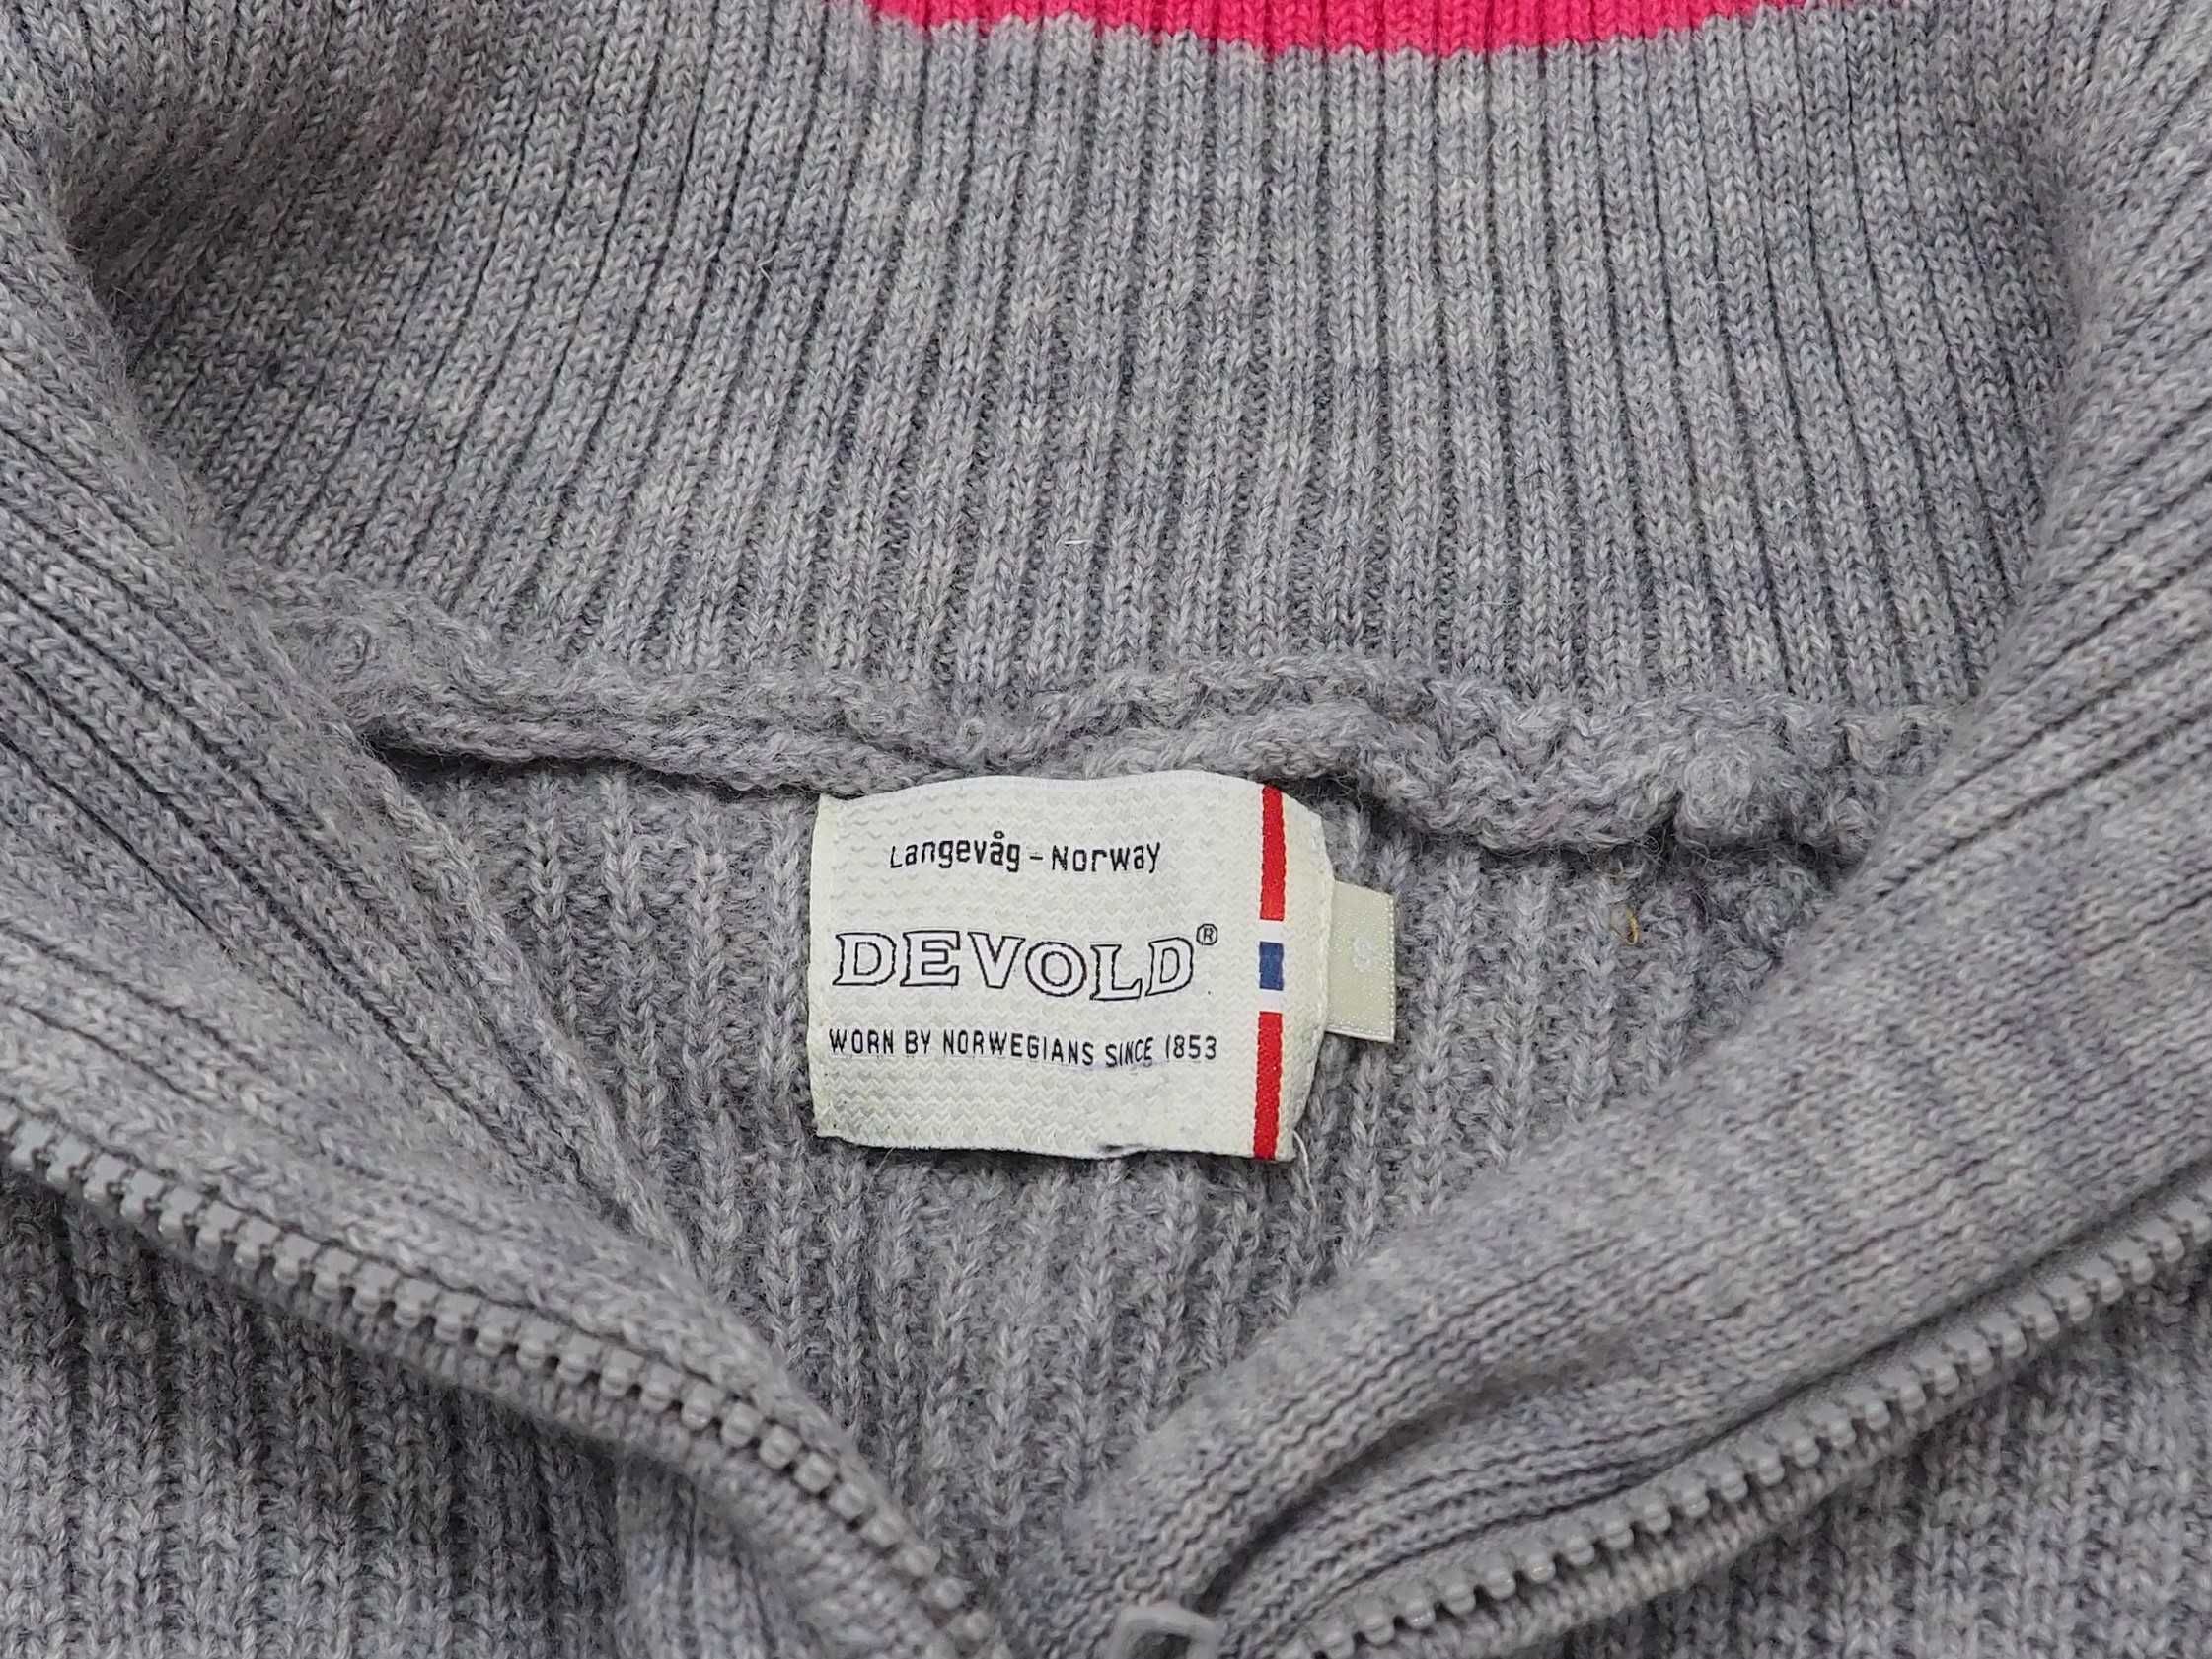 Langevåg - Norway
DEVOLD®
WORN BY NORWEGIANS SINCE 1853